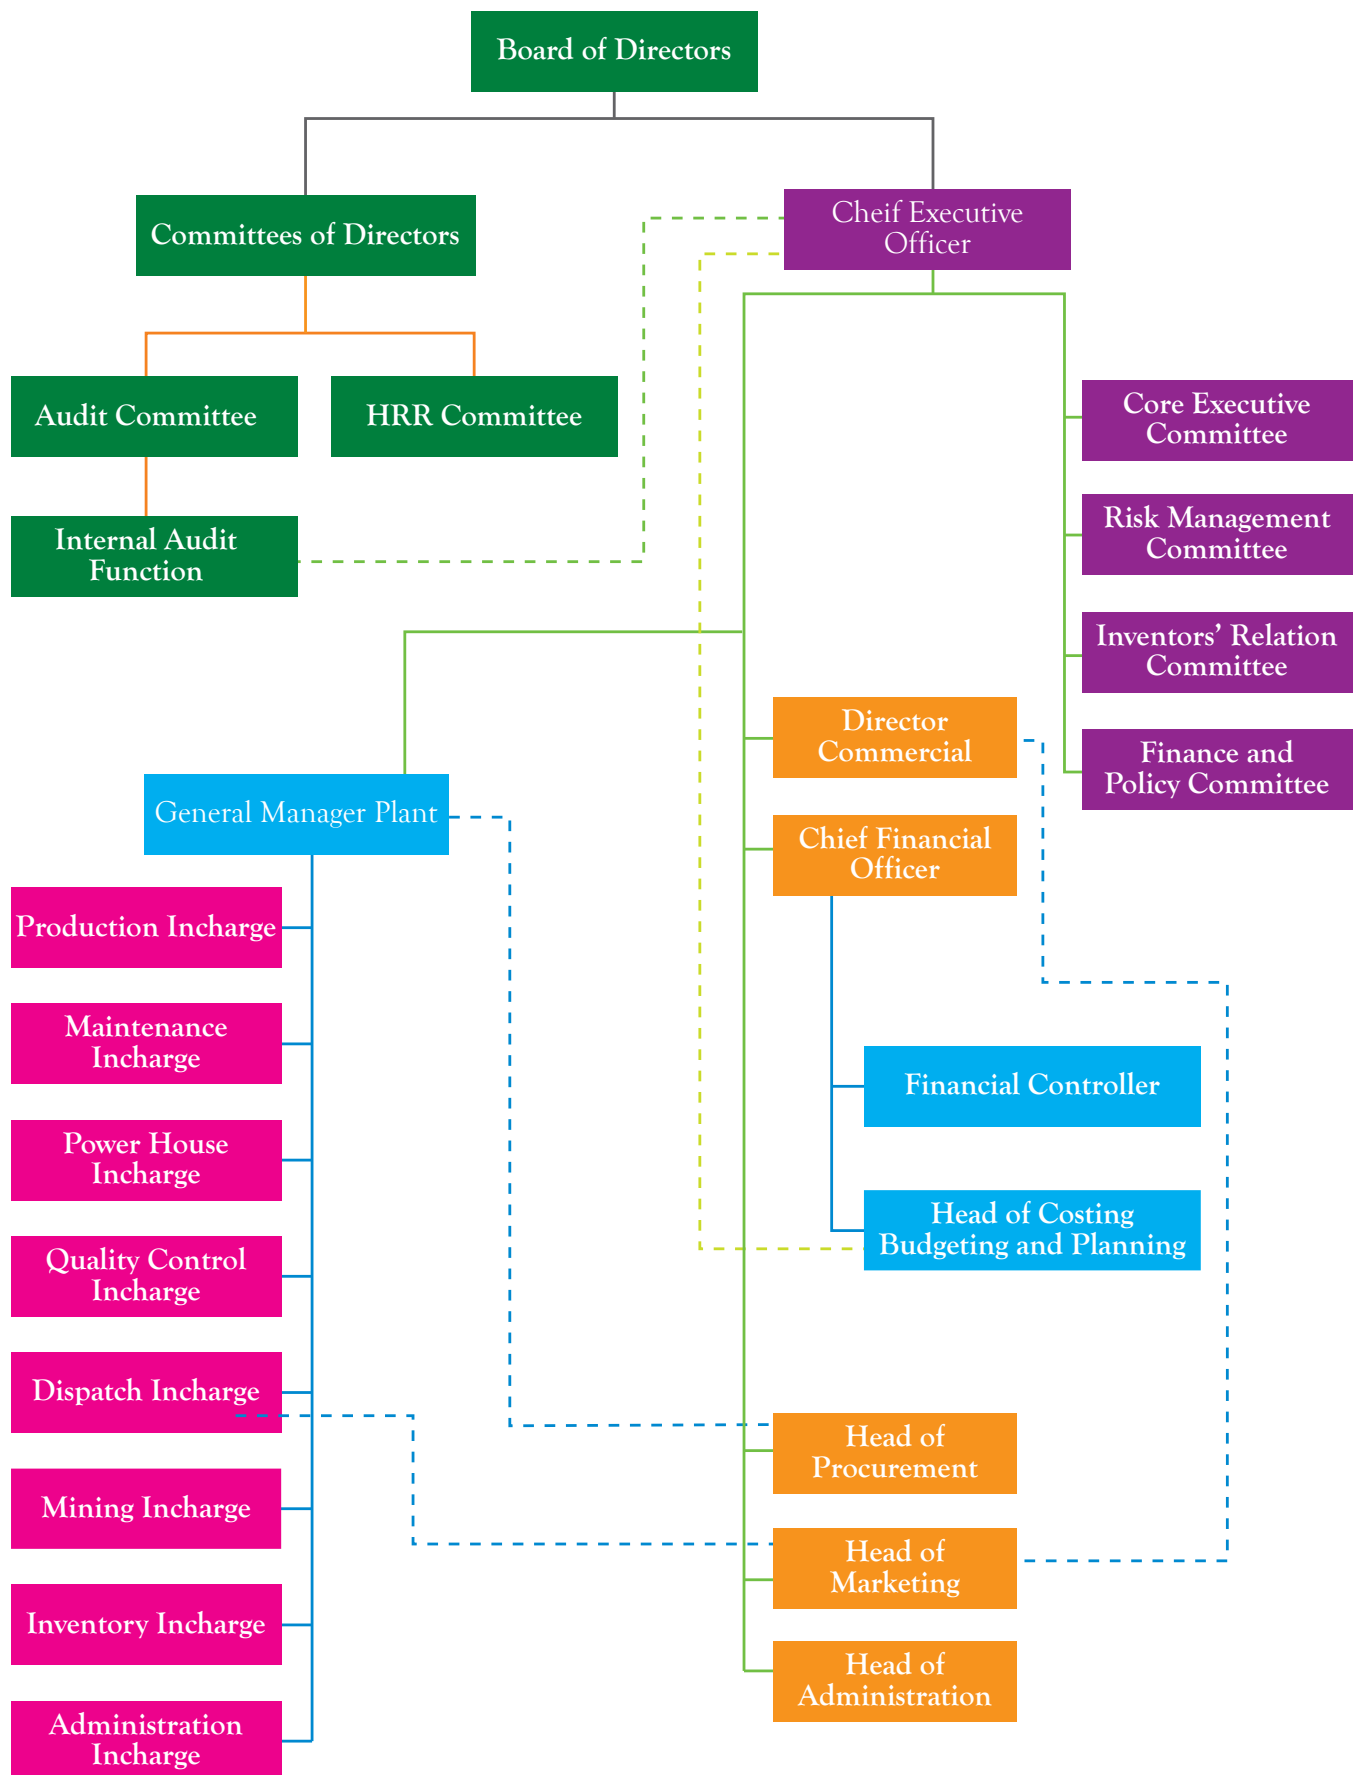 Board of Directors
Committees of Directors
Cheif Executive
Officer
Audit Committee
HRR Committee
Internal Audit
Function
Core Executive
Committee
Risk Management
Committee
Inventors’ Relation
Committee
Finance and
Policy Committee
Director
Commercial
Chief Financial
Officer
Financial Controller
Head of Costing
Budgeting and Planning
Head of
Procurement
Head of
Marketing
Head of
Administration
General Manager Plant
Production Incharge
Maintenance
Incharge
Power House
Incharge
Quality Control
Incharge
Dispatch Incharge
Mining Incharge
Inventory Incharge
Administration
Incharge